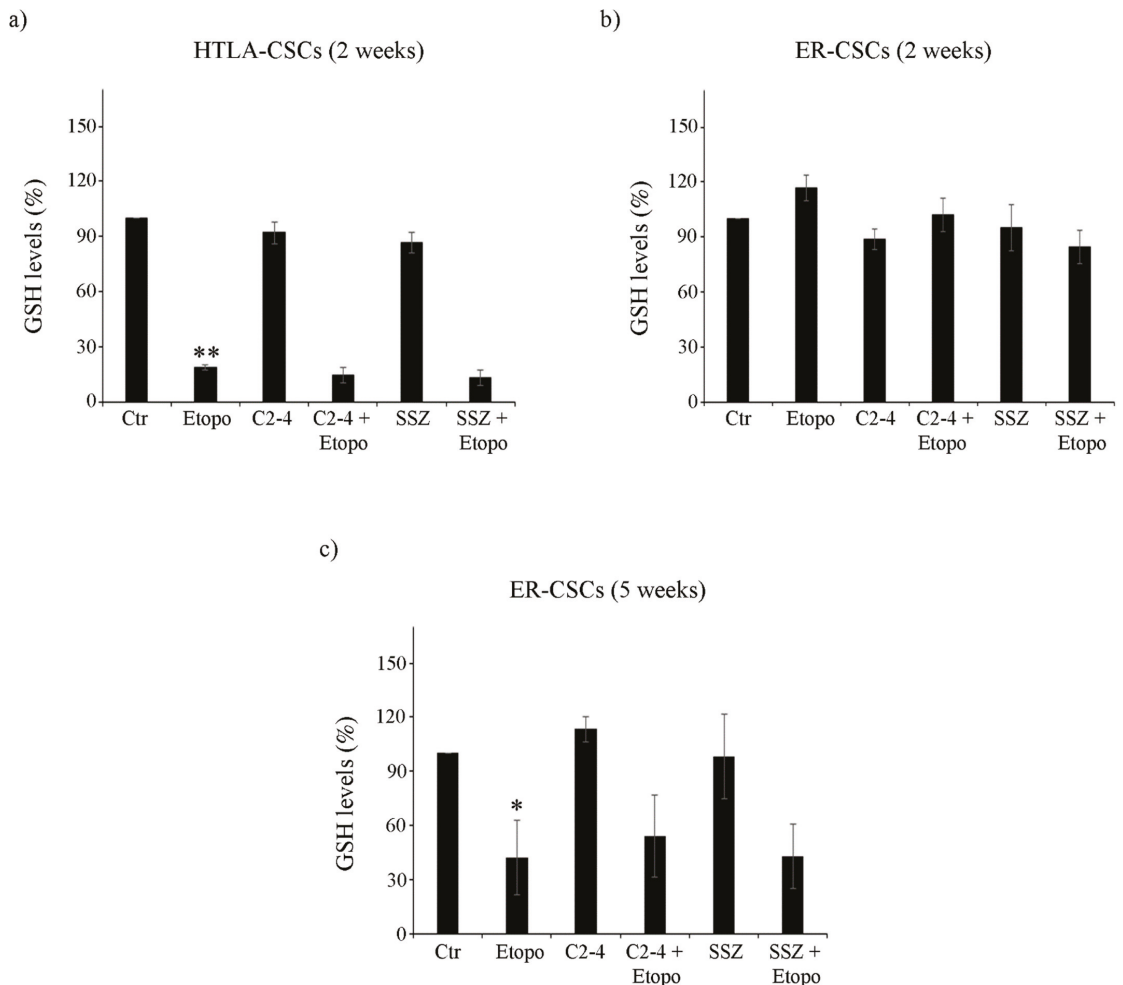 a)
HTLA-CSCs (2 weeks)
GSH levels (%)
150
120
90
60
30
0
**
Ctr Etopo C2-4 C2-4 + Etopo SSZ SSZ + Etopo
b)
ER-CSCs (2 weeks)
GSH levels (%)
150
120
90
60
30
0
Ctr Etopo C2-4 C2-4 + Etopo SSZ SSZ + Etopo
c)
ER-CSCs (5 weeks)
GSH levels (%)
150
120
90
60
30
0
*
Ctr Etopo C2-4 C2-4 + Etopo SSZ SSZ + Etopo